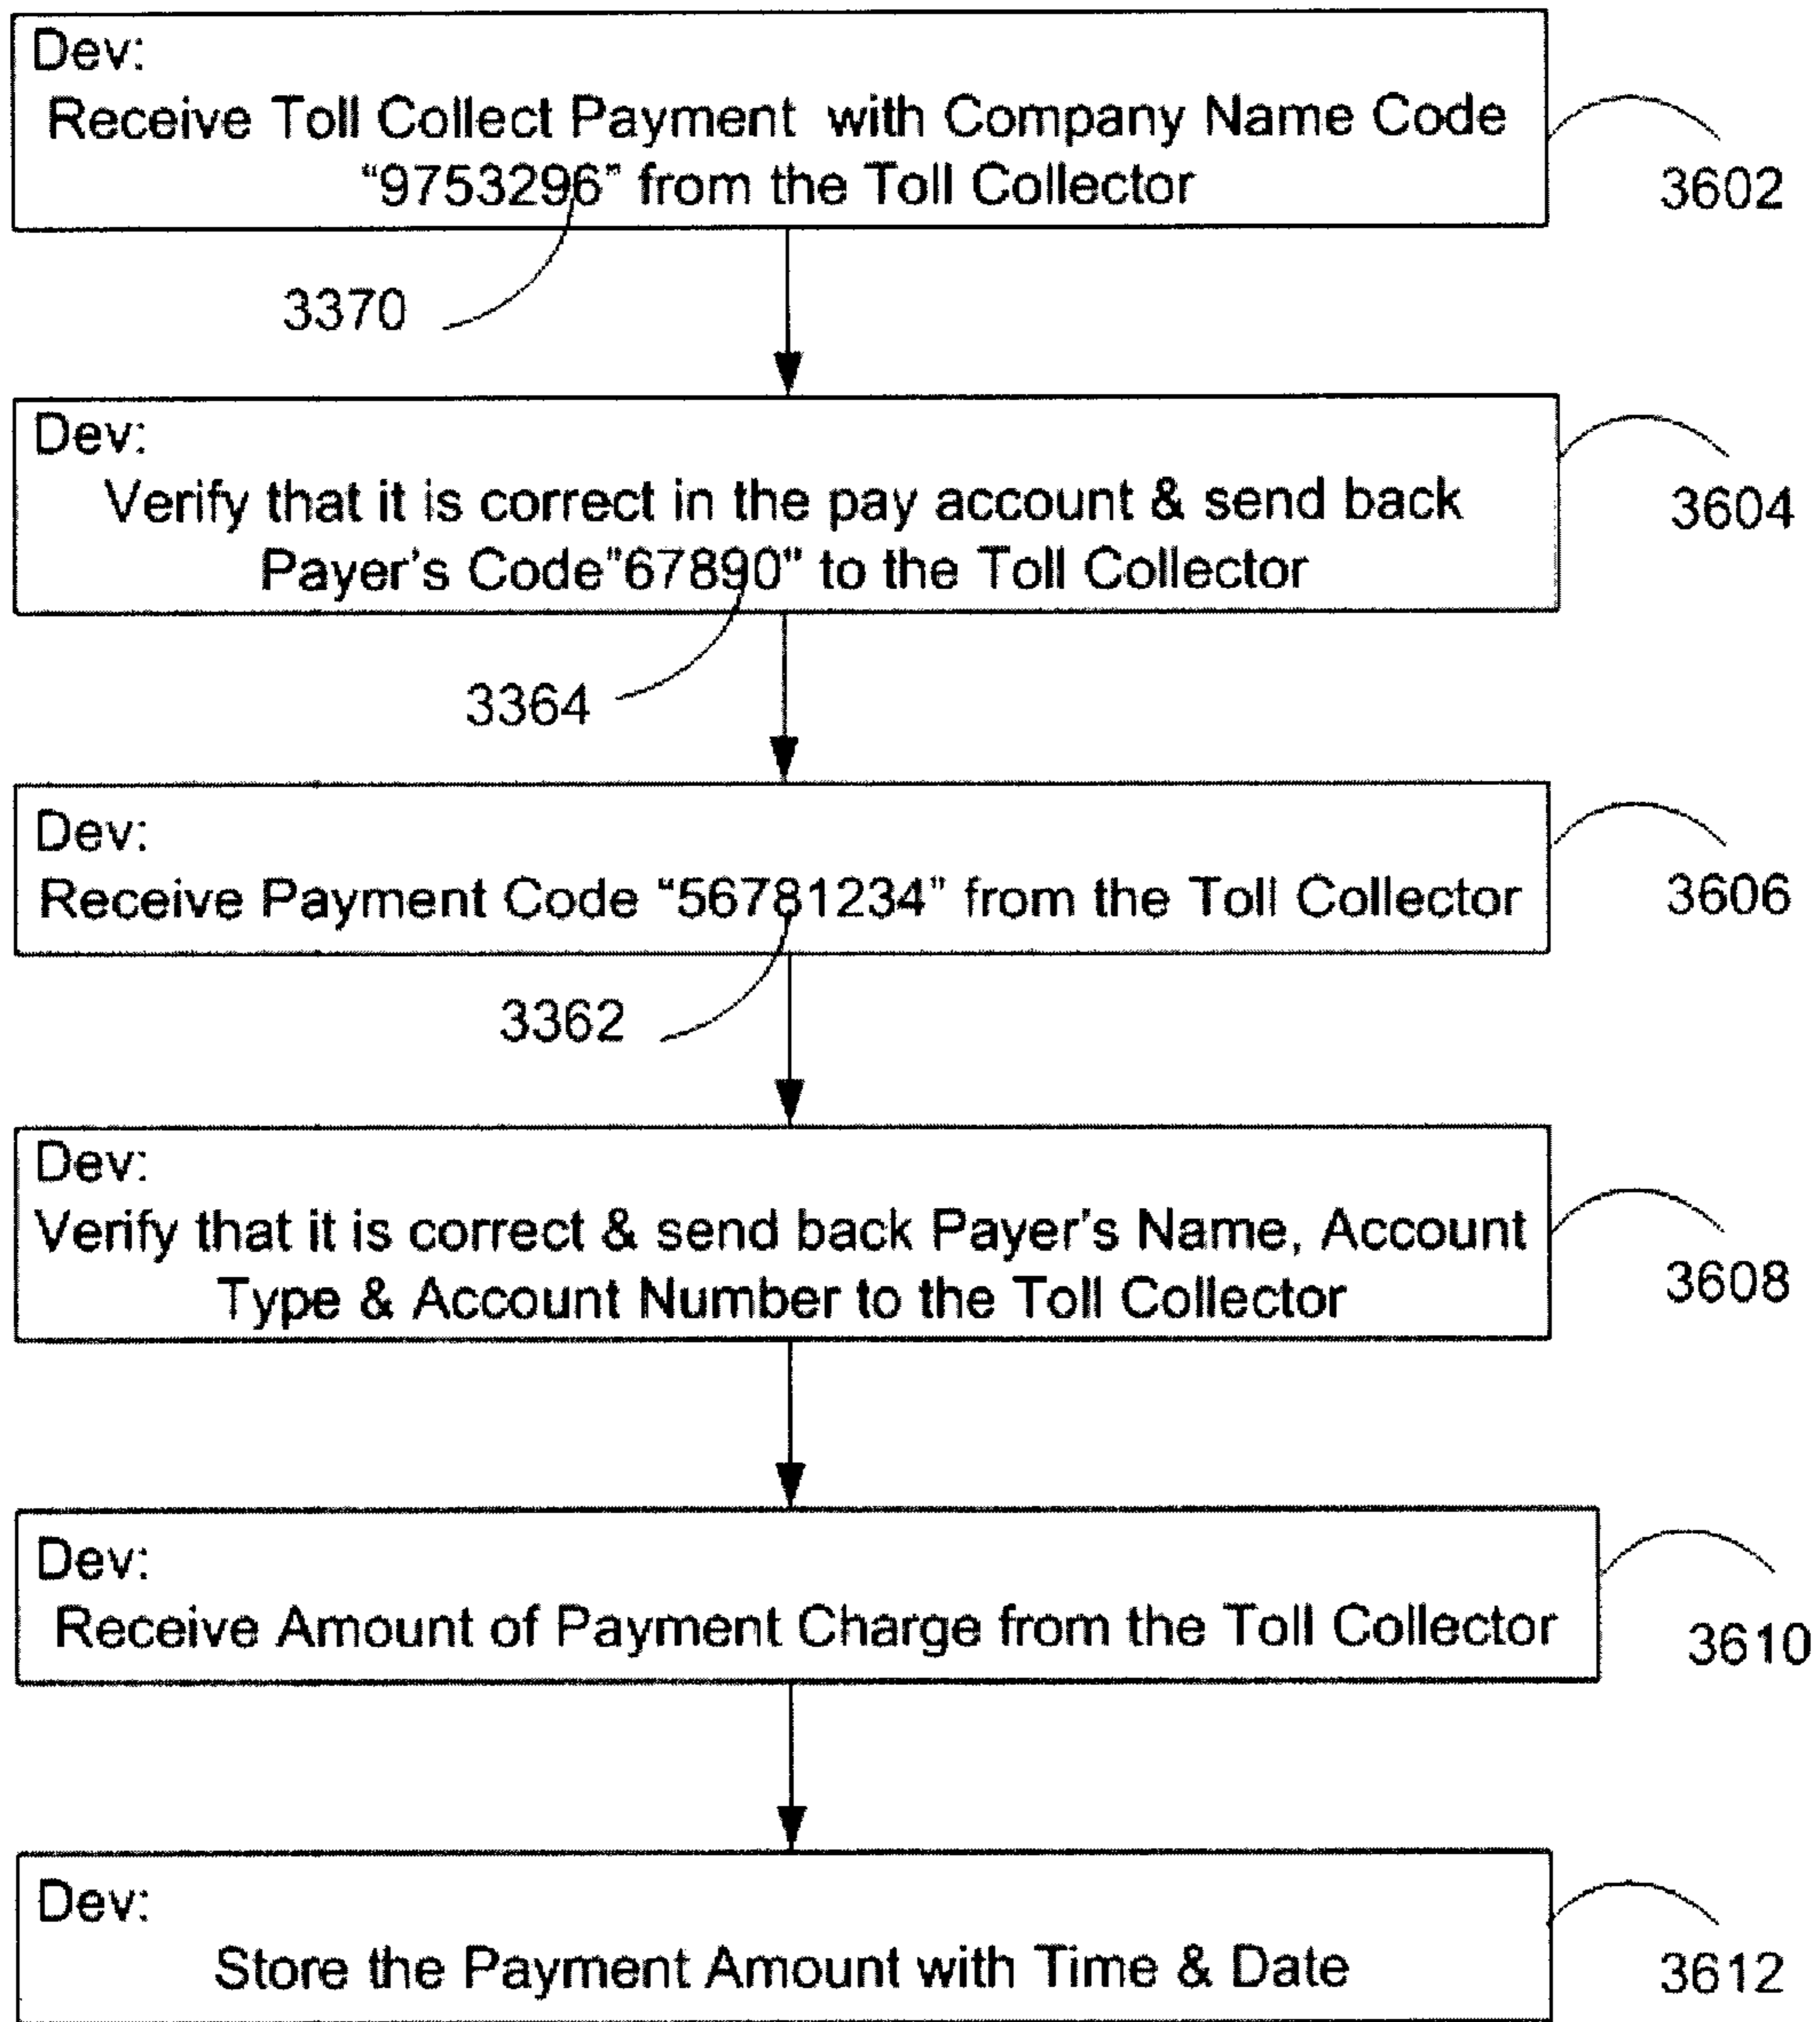 Dev:
Receive Toll Collect Payment with Company Name Code
“9753296” from the Toll Collector
3602
3370
Dev:
Verify that it is correct in the pay account & send back
Payer's Code"67890" to the Toll Collector
3604
3364
Dev:
Receive Payment Code “56781234” from the Toll Collector
3606
3362
Dev:
Verify that it is correct & send back Payer's Name, Account
Type & Account Number to the Toll Collector
3608
Dev:
Receive Amount of Payment Charge from the Toll Collector
3610
Dev:
Store the Payment Amount with Time & Date
3612